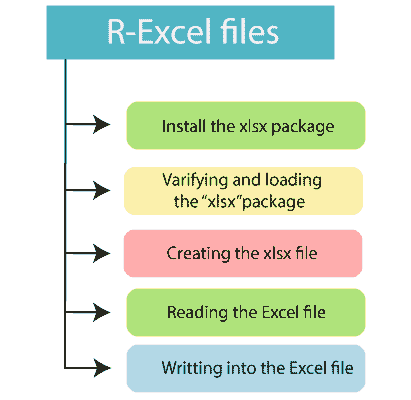 R-Excel files
Install the xlsx package
Varifying and loading
the "xlsx"package
Creating the xlsx file
Reading the Excel file
Writting into the Excel file